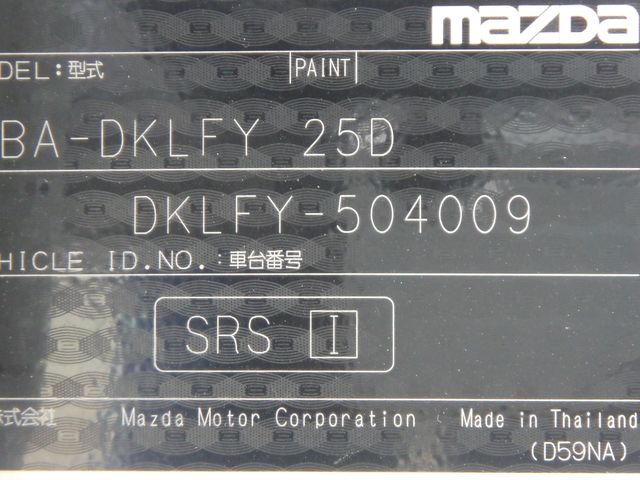 mazda
DEL:型式 PAINT
BA-DKLFY 25D
DKLFY-504009
HICLE ID.NO.:車台番号
SRS I
株式会社 Mazda Motor Corporation Made in Thailand
(D59NA)